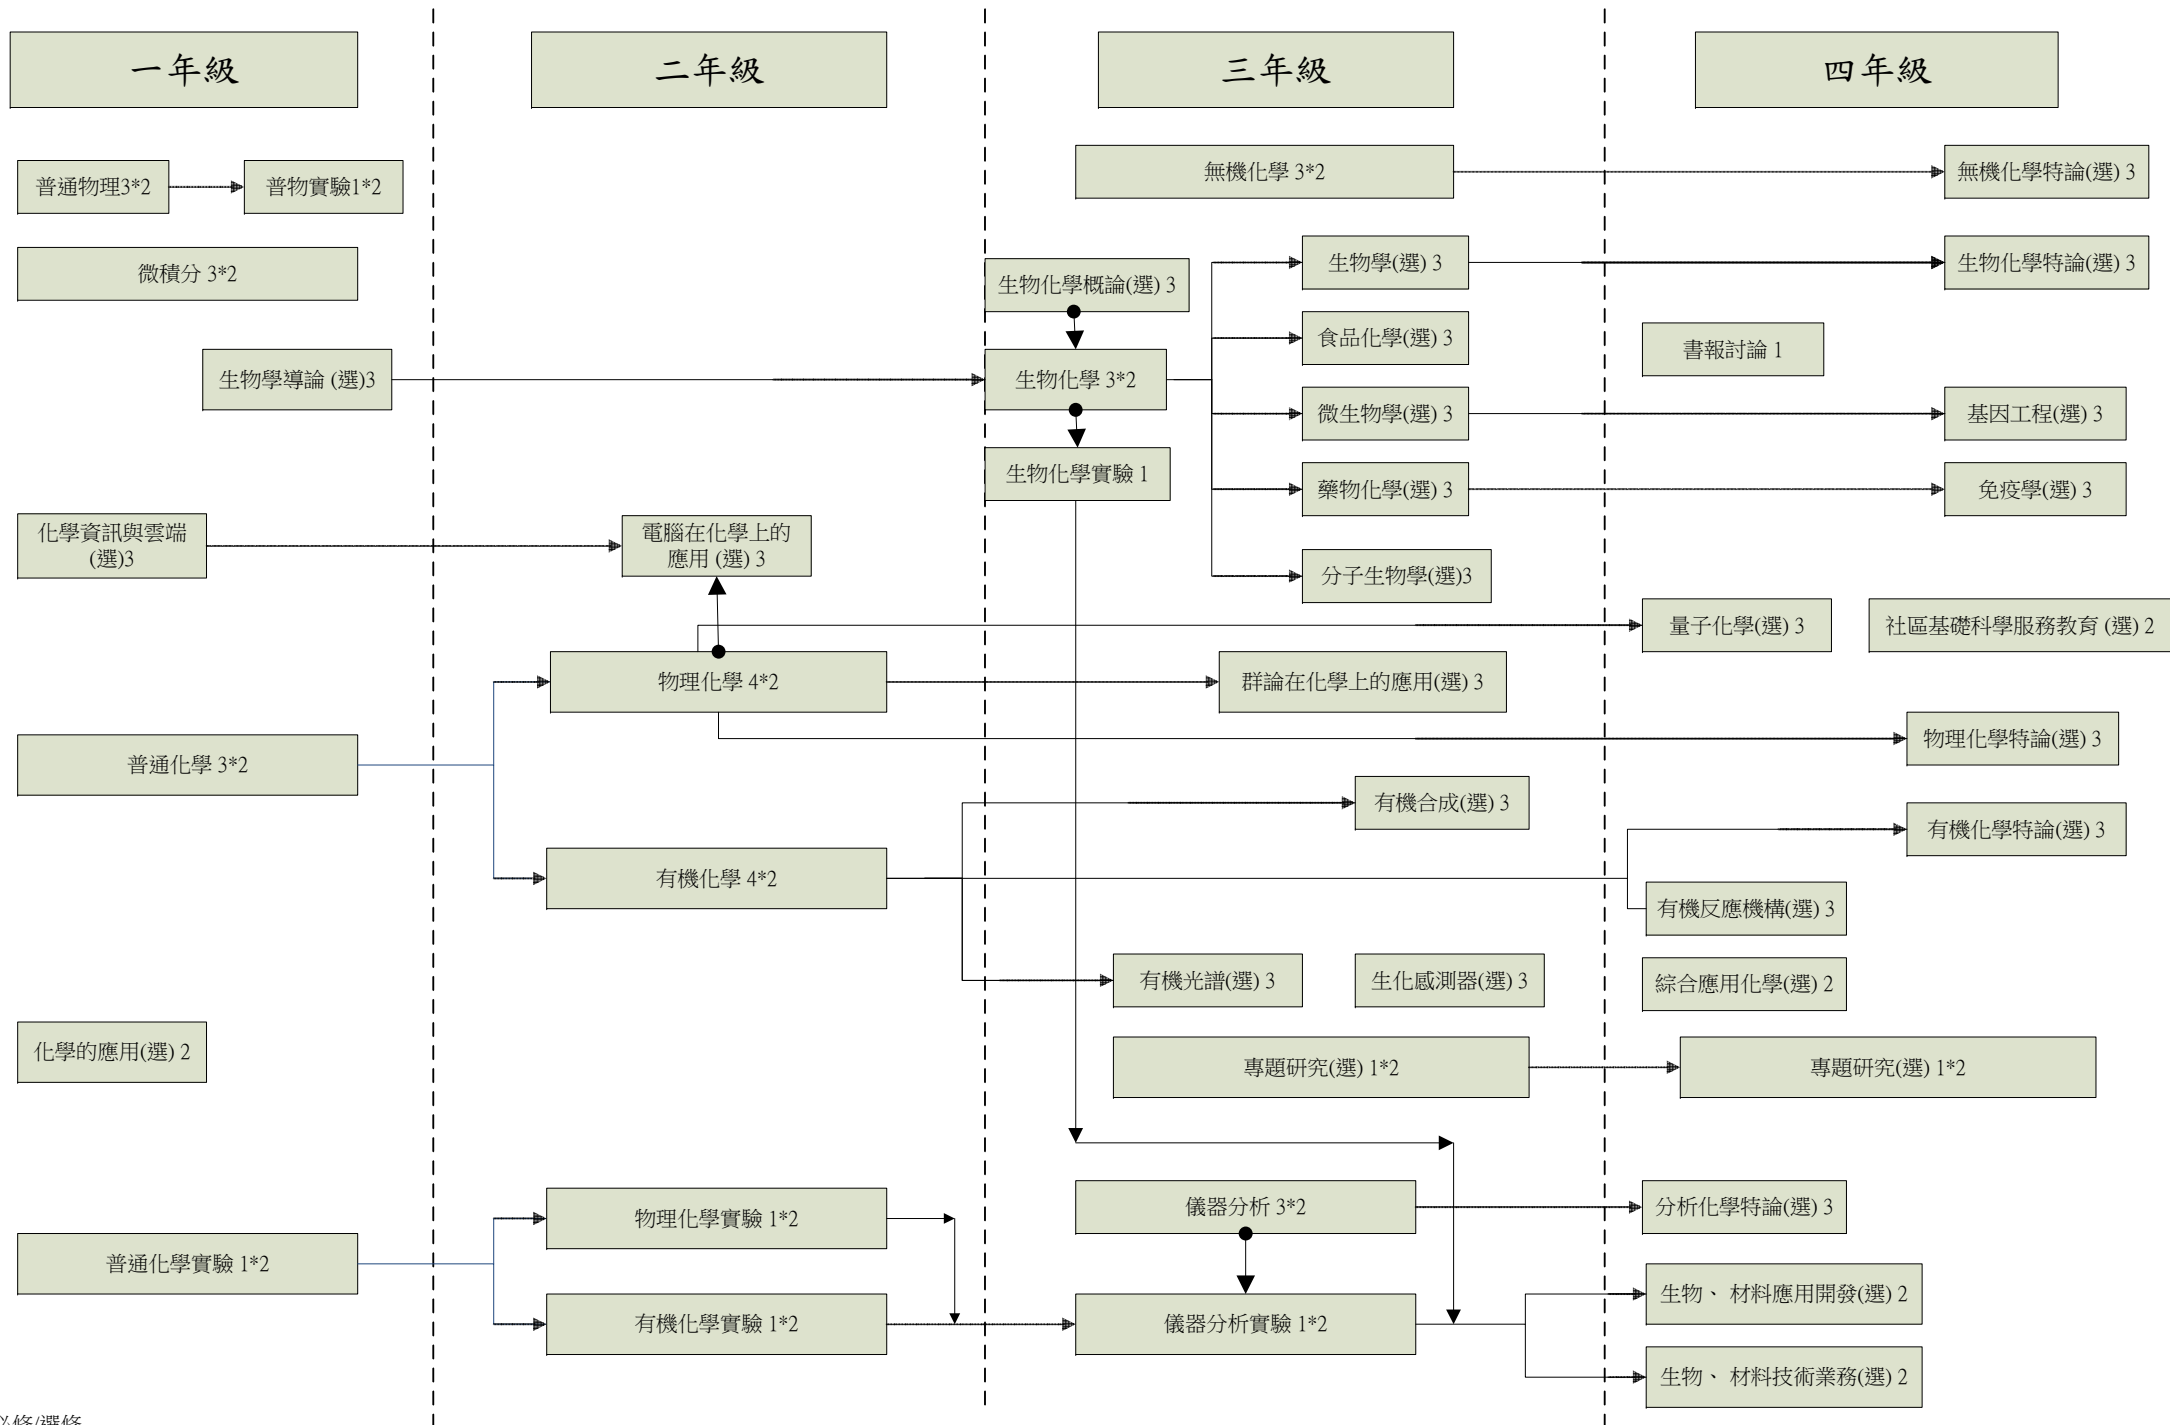 一年級
二年級
三年級
四年級
普通物理3*2
普物實驗1*2
無機化學 3*2
無機化學特論(選) 3
微積分 3*2
生物化學概論(選) 3
生物學(選) 3
生物化學特論(選) 3
食品化學(選) 3
書報討論 1
生物學導論 (選)3
生物化學 3*2
微生物學(選) 3
基因工程(選) 3
生物化學實驗 1
藥物化學(選) 3
免疫學(選) 3
化學資訊與雲端
(選)3
電腦在化學上的
應用 (選) 3
分子生物學(選)3
量子化學(選) 3
社區基礎科學服務教育 (選) 2
物理化學 4*2
群論在化學上的應用(選) 3
物理化學特論(選) 3
普通化學 3*2
有機合成(選) 3
有機化學特論(選) 3
有機化學 4*2
有機反應機構(選) 3
有機光譜(選) 3
生化感測器(選) 3
綜合應用化學(選) 2
化學的應用(選) 2
專題研究(選) 1*2
專題研究(選) 1*2
物理化學實驗 1*2
儀器分析 3*2
分析化學特論(選) 3
普通化學實驗 1*2
生物、 材料應用開發(選) 2
有機化學實驗 1*2
儀器分析實驗 1*2
生物、 材料技術業務(選) 2
必修/選修